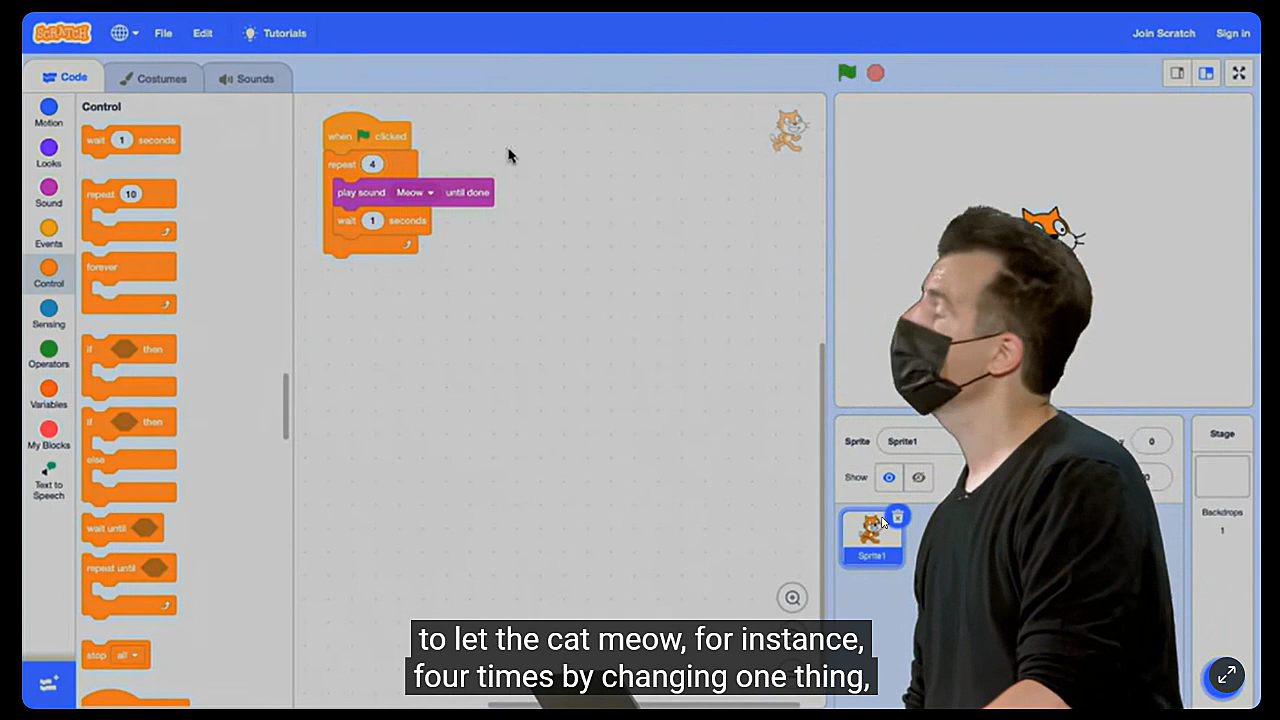 SCRATCH File Edit Tutorials Join Scratch Sign in
Code Costumes Sounds
Motion
Looks
Sound
Events
Control
Sensing
Operators
Variables
My Blocks
Text to
Speech
Control
wait 1 seconds
repeat 10
forever
if then
if then
else
wait until
repeat until
stop all
when clicked
repeat 4
play sound Meow until done
wait 1 seconds
Sprite Sprite1
0
Show
Sprite1
Stage
Backdrops
1
to let the cat meow, for instance,
four times by changing one thing,